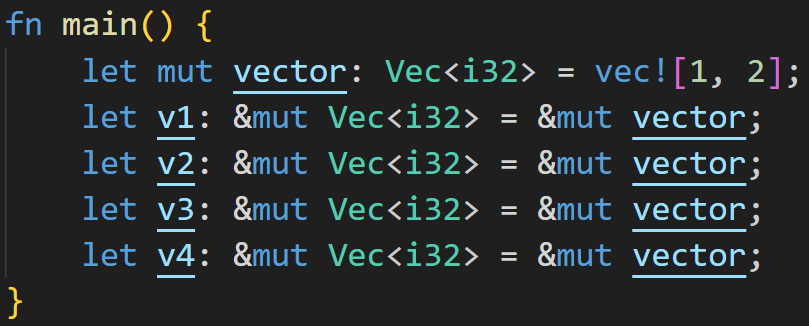 fn main() {
    let mut vector: Vec<i32> = vec![1, 2];
    let v1: &mut Vec<i32> = &mut vector;
    let v2: &mut Vec<i32> = &mut vector;
    let v3: &mut Vec<i32> = &mut vector;
    let v4: &mut Vec<i32> = &mut vector;
}